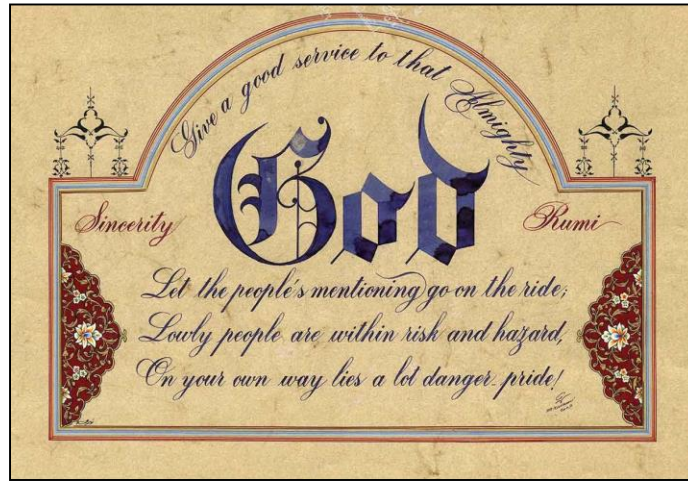 Give a good service to that Almighty
God
Sincerity
Rumi
Let the people's mentioning go on the ride;
Lowly people are within risk and hazard,
On your own way lies a lot danger-pride!